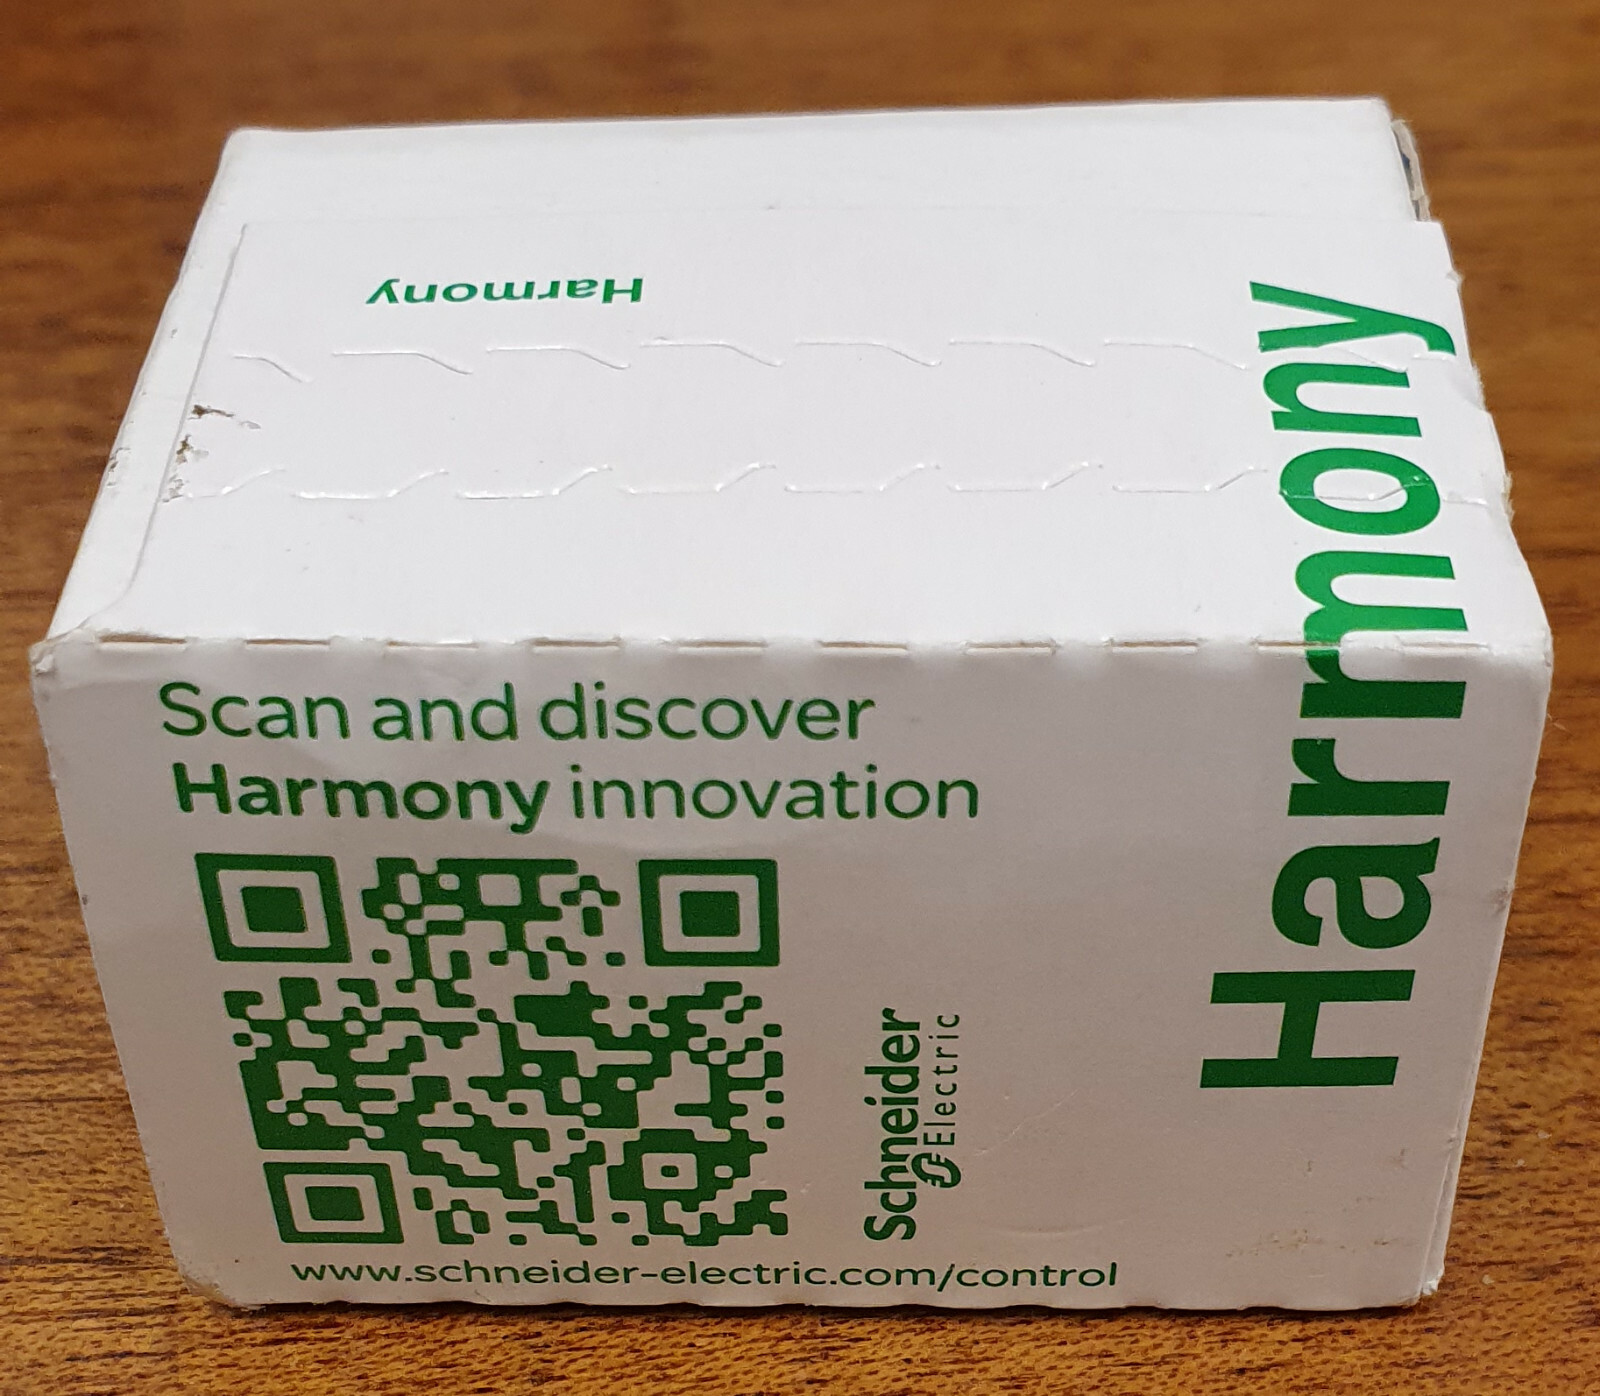 Harmony
Harmony
Scan and discover
Harmony innovation
Schneider
Electric
www.schneider-electric.com/control